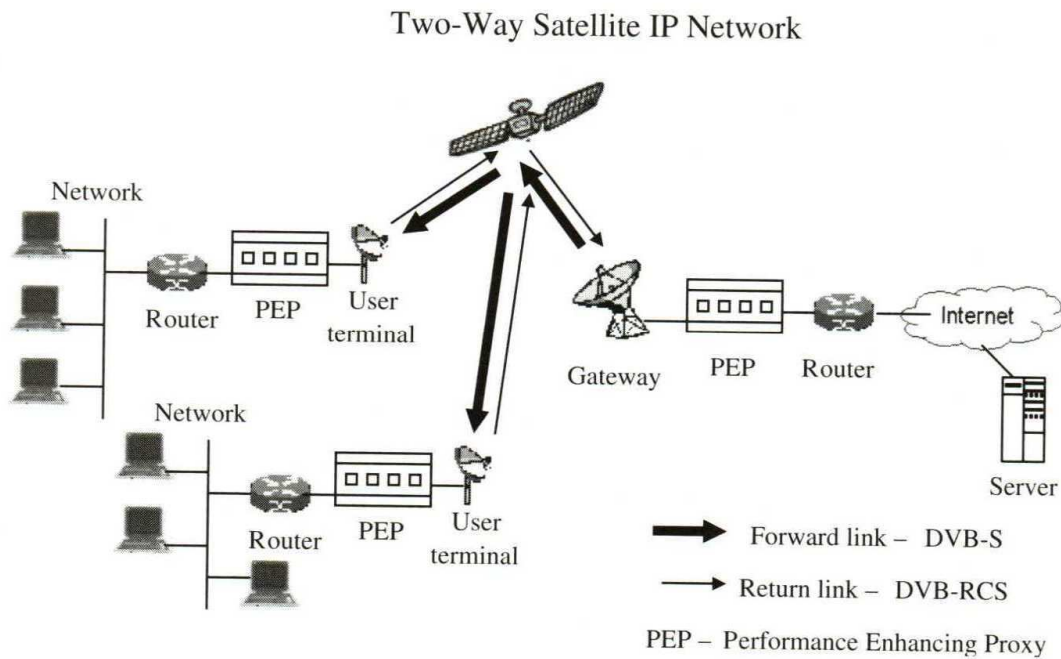 Two-Way Satellite IP Network
Network
Router
PEP
User
terminal
Gateway
PEP
Router
Internet
Server
Network
Router
PEP
User
terminal
Forward link – DVB-S
Return link – DVB-RCS
PEP – Performance Enhancing Proxy